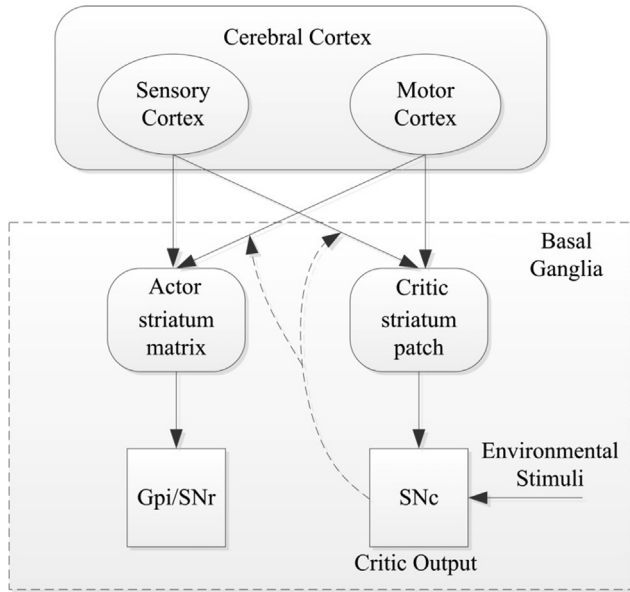 Cerebral Cortex
Sensory
Cortex
Motor
Cortex
Basal
Ganglia
Actor
striatum
matrix
Critic
striatum
patch
Gpi/SNr
SNc
Environmental
Stimuli
Critic Output